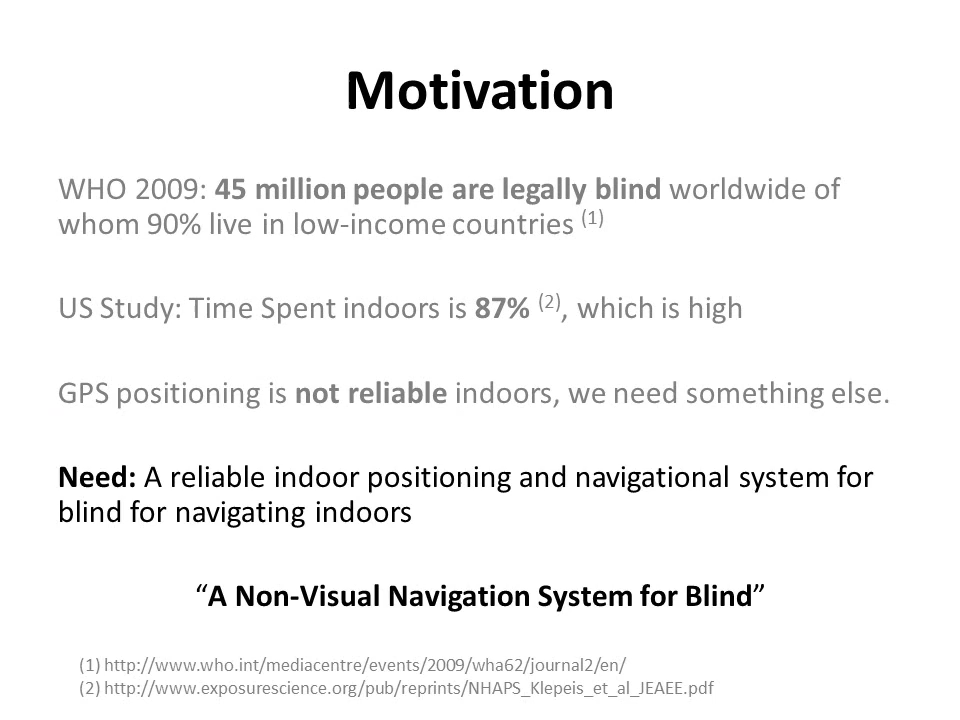 Motivation
WHO 2009: 45 million people are legally blind worldwide of
whom 90% live in low-income countries (1)
US Study: Time Spent indoors is 87% (2), which is high
GPS positioning is not reliable indoors, we need something else.
Need: A reliable indoor positioning and navigational system for
blind for navigating indoors
“A Non-Visual Navigation System for Blind”
(1) http://www.who.int/mediacentre/events/2009/wha62/journal2/en/
(2) http://www.exposurescience.org/pub/reprints/NHAPS_Klepeis_et_al_JEAEE.pdf